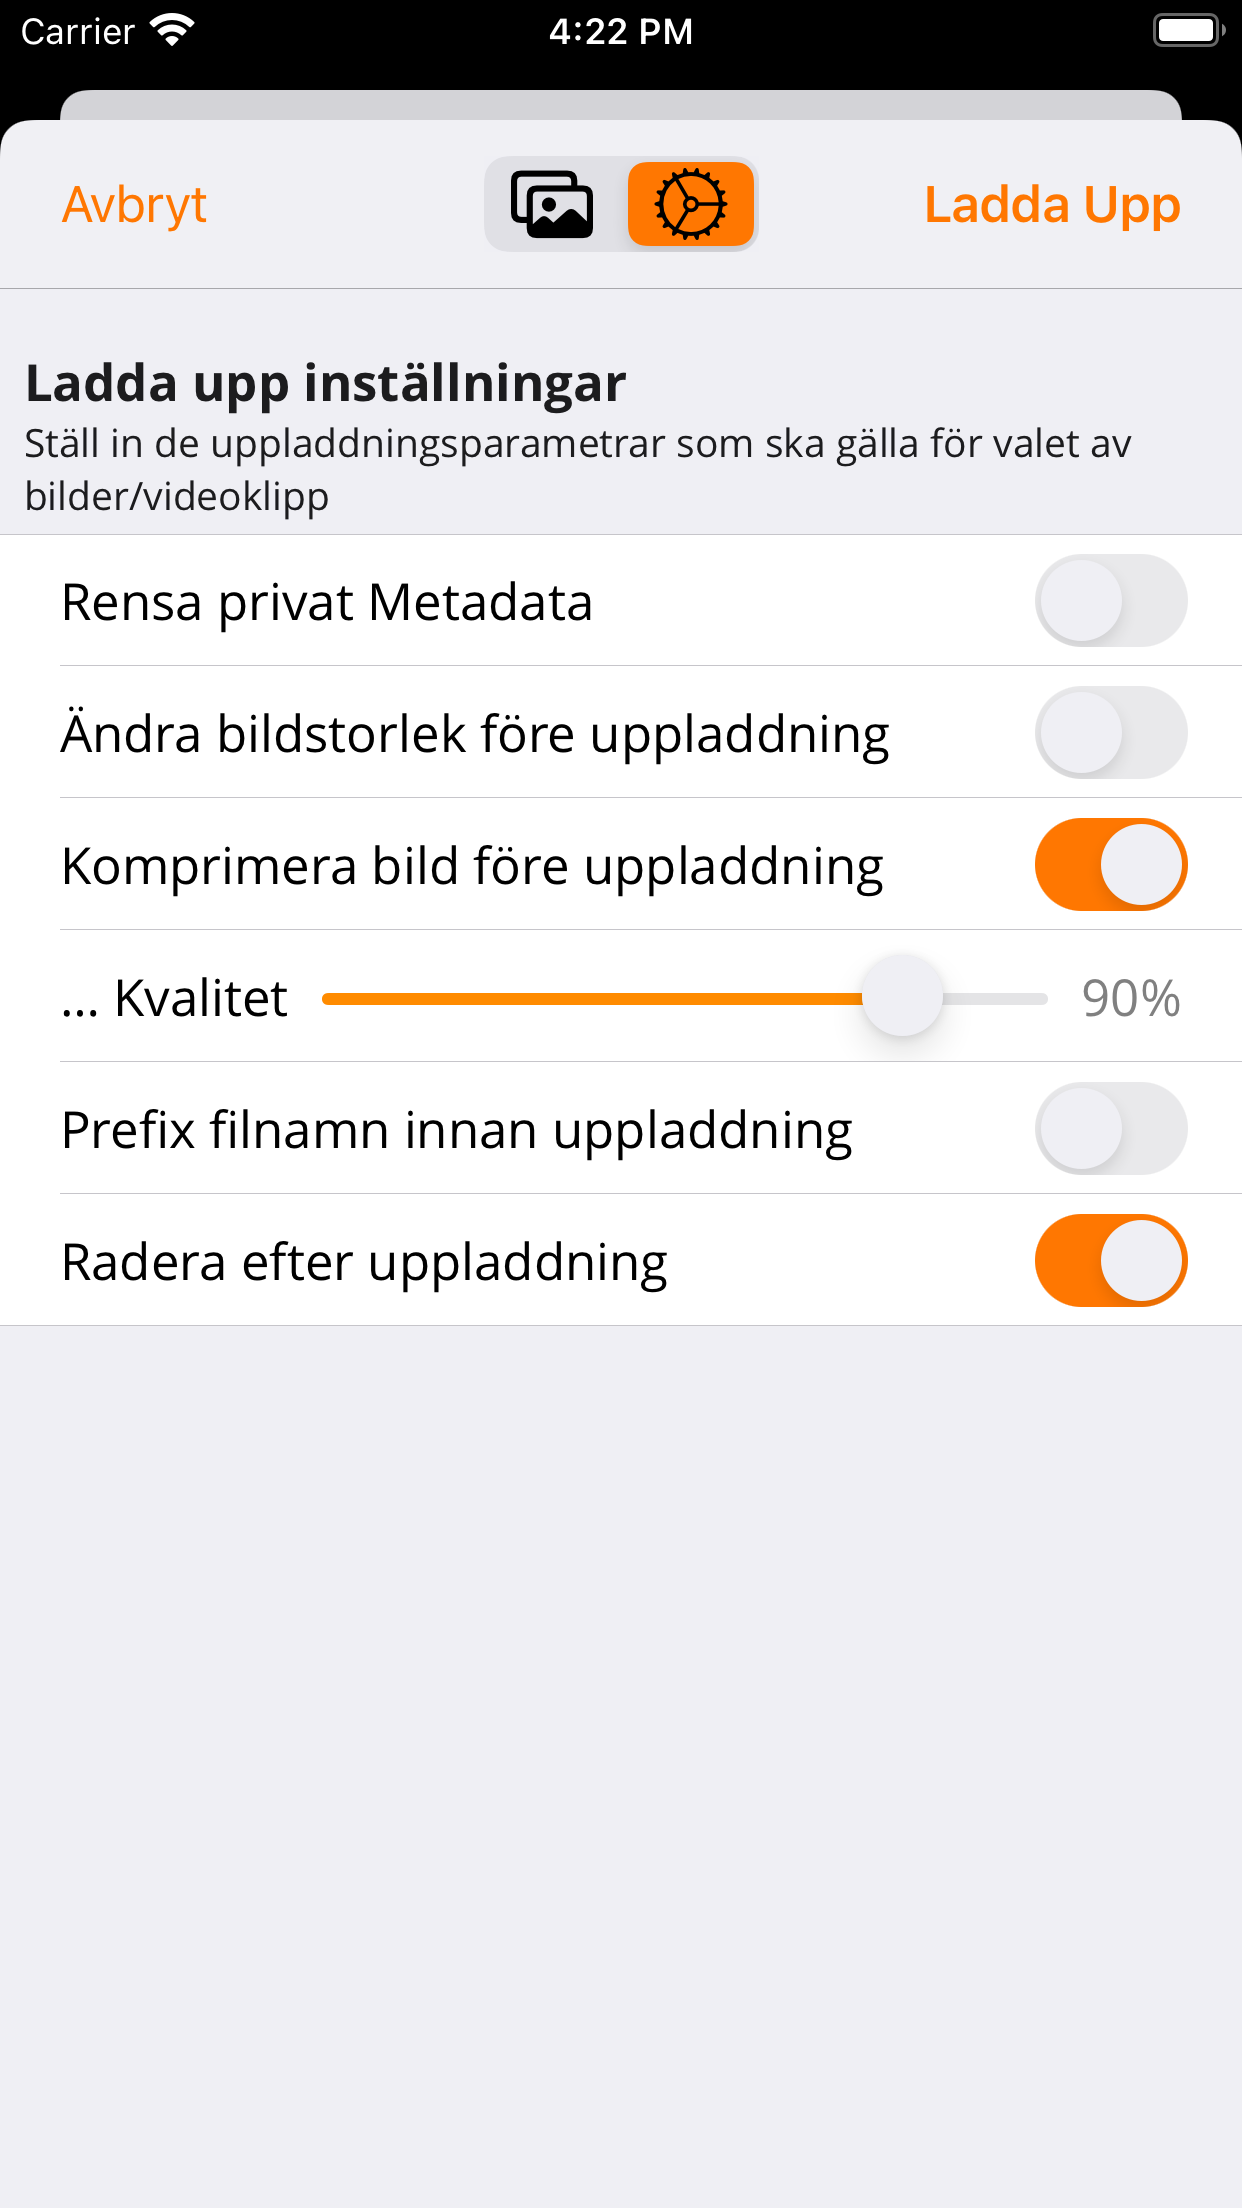 Carrier
4:22 PM
Avbryt
Ladda Upp
Ladda upp inställningar
Ställ in de uppladdningsparametrar som ska gälla för valet av
bilder/videoklipp
Rensa privat Metadata
Ändra bildstorlek före uppladdning
Komprimera bild före uppladdning
... Kvalitet
90%
Prefix filnamn innan uppladdning
Radera efter uppladdning